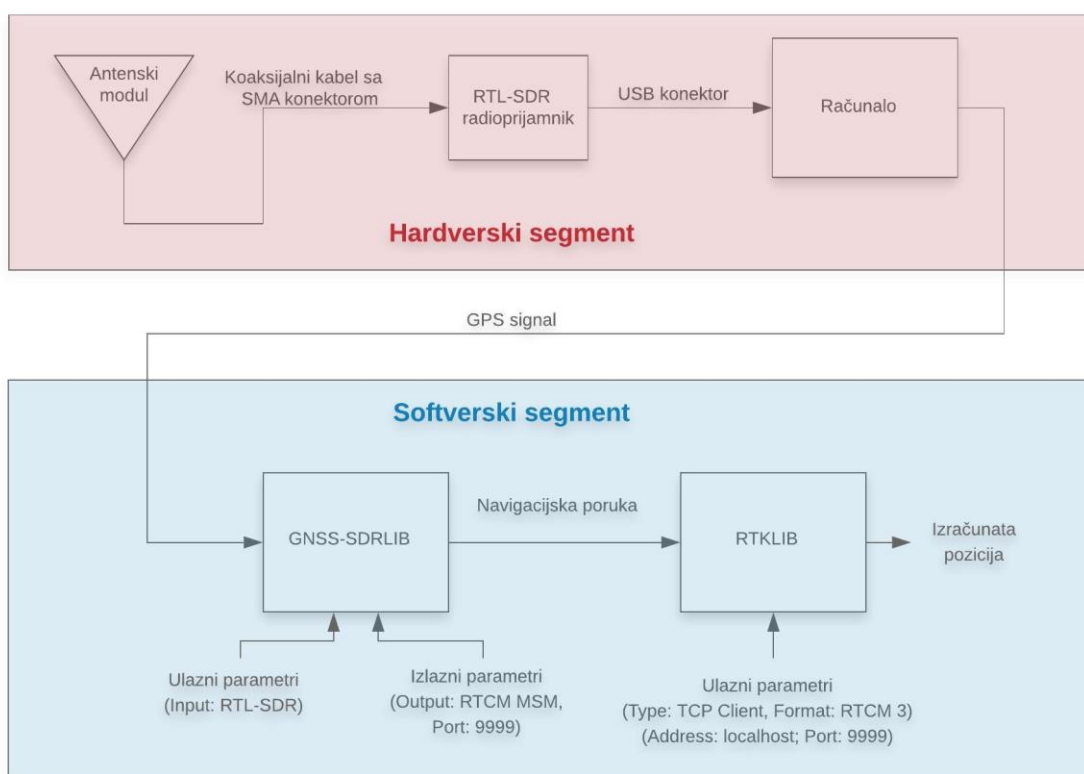 Antenski
modul
Koaksijalni kabel sa
SMA konektorom
RTL-SDR
radioprijamnik
USB konektor
Računalo
Hardverski segment
GPS signal
Softverski segment
GNSS-SDRLIB
Navigacijska poruka
RTKLIB
Izračunata
pozicija
Ulazni parametri
(Input: RTL-SDR)
Izlazni parametri
(Output: RTCM MSM,
Port: 9999)
Ulazni parametri
(Type: TCP Client, Format: RTCM 3)
(Address: localhost; Port: 9999)